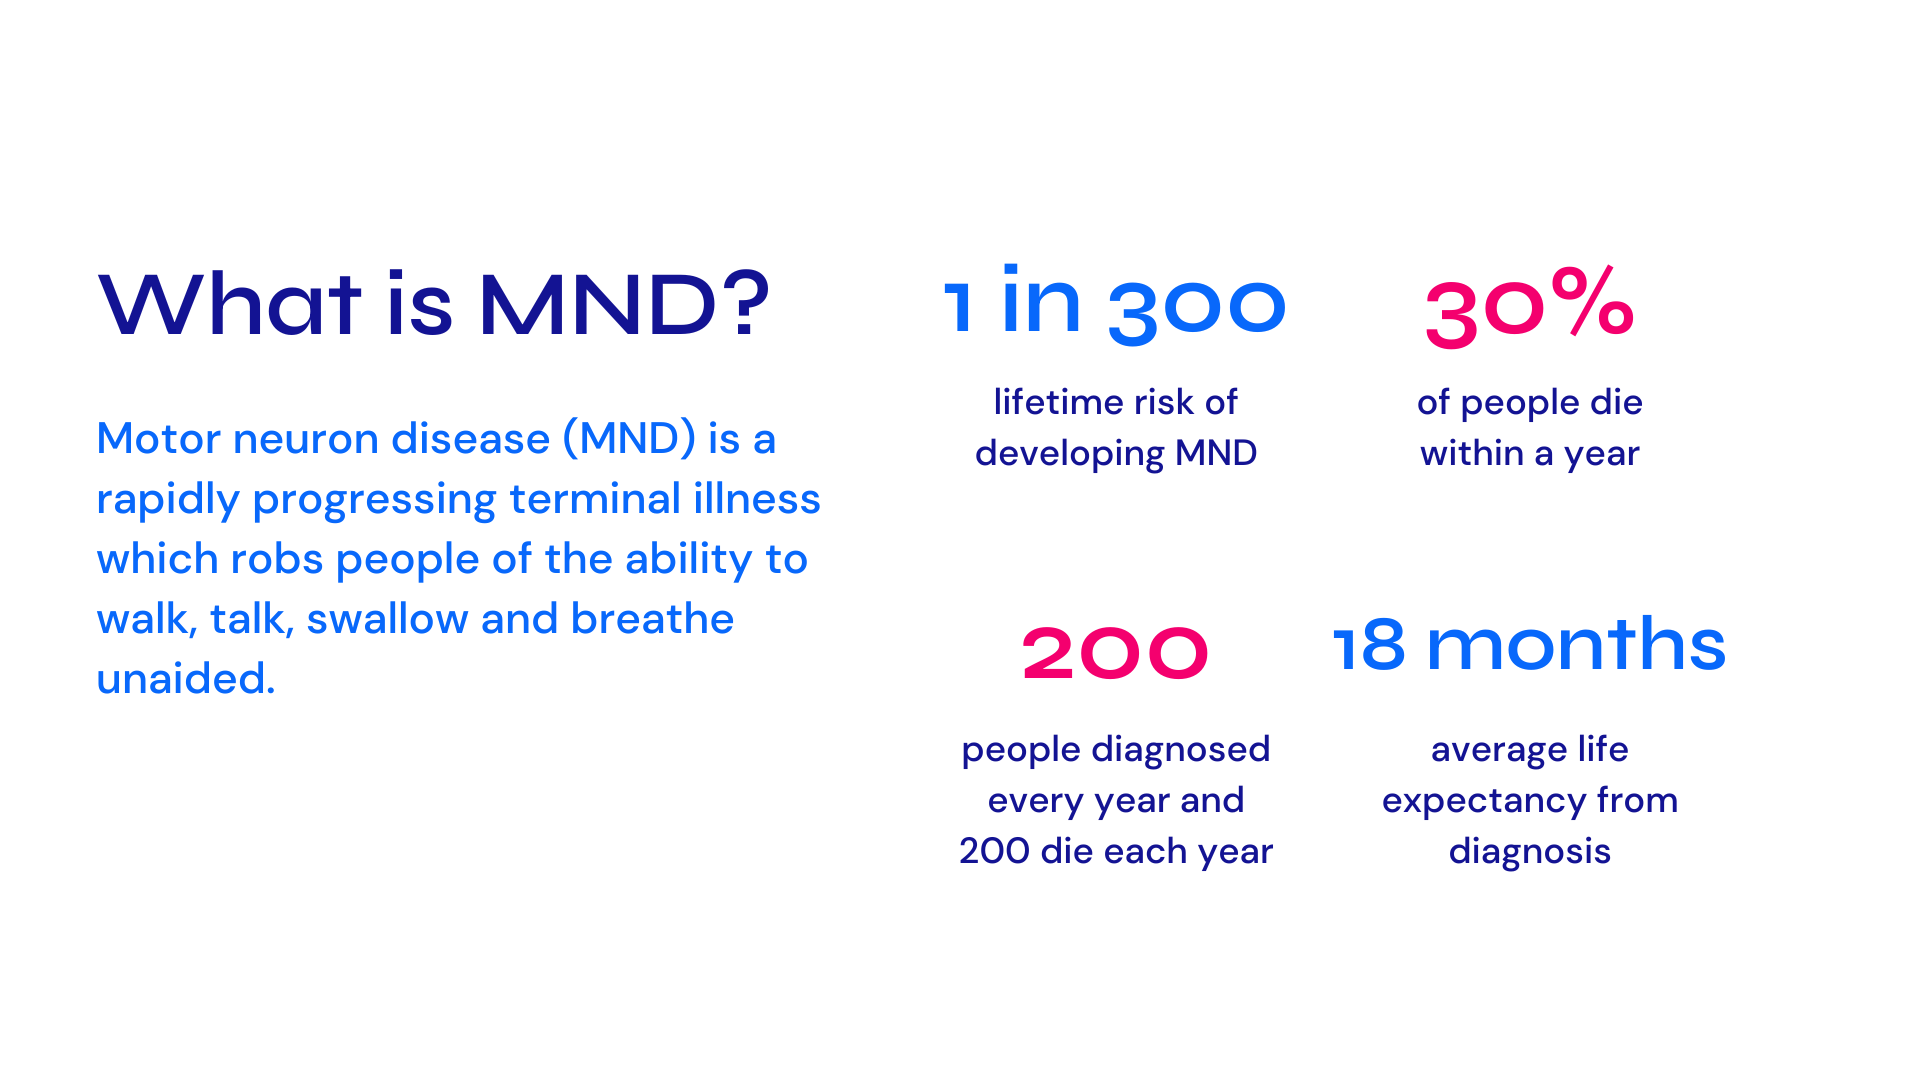 What is MND?
Motor neuron disease (MND) is a
rapidly progressing terminal illness
which robs people of the ability to
walk, talk, swallow and breathe
unaided.
1 in 300
lifetime risk of
developing MND
30%
of people die
within a year
200
people diagnosed
every year and
200 die each year
18 months
average life
expectancy from
diagnosis